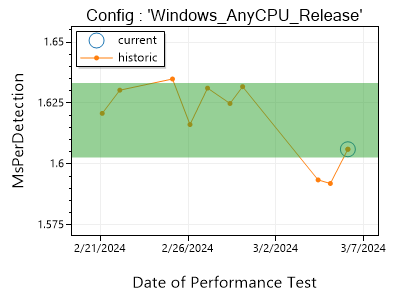 Config : 'Windows_AnyCPU_Release'
current
historic
MsPerDetection
1.65
1.625
1.6
1.575
2/21/2024
2/26/2024
3/2/2024
3/7/2024
Date of Performance Test